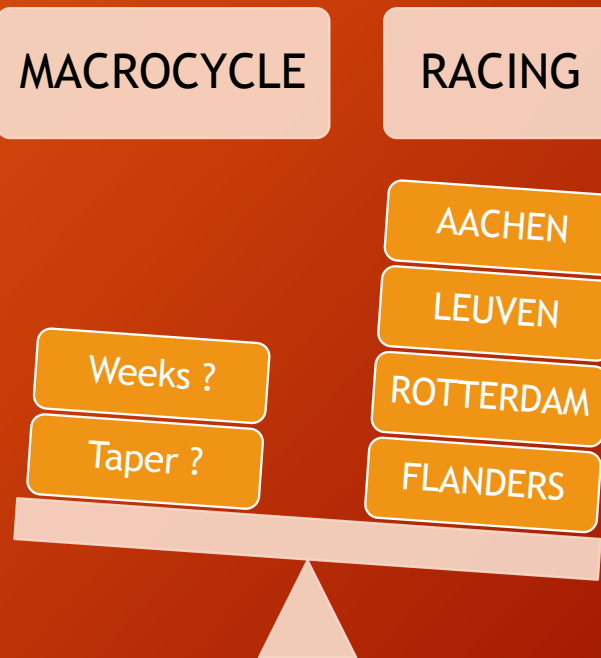 MACROCYCLE
RACING
AACHEN
LEUVEN
ROTTERDAM
FLANDERS
Weeks ?
Taper ?